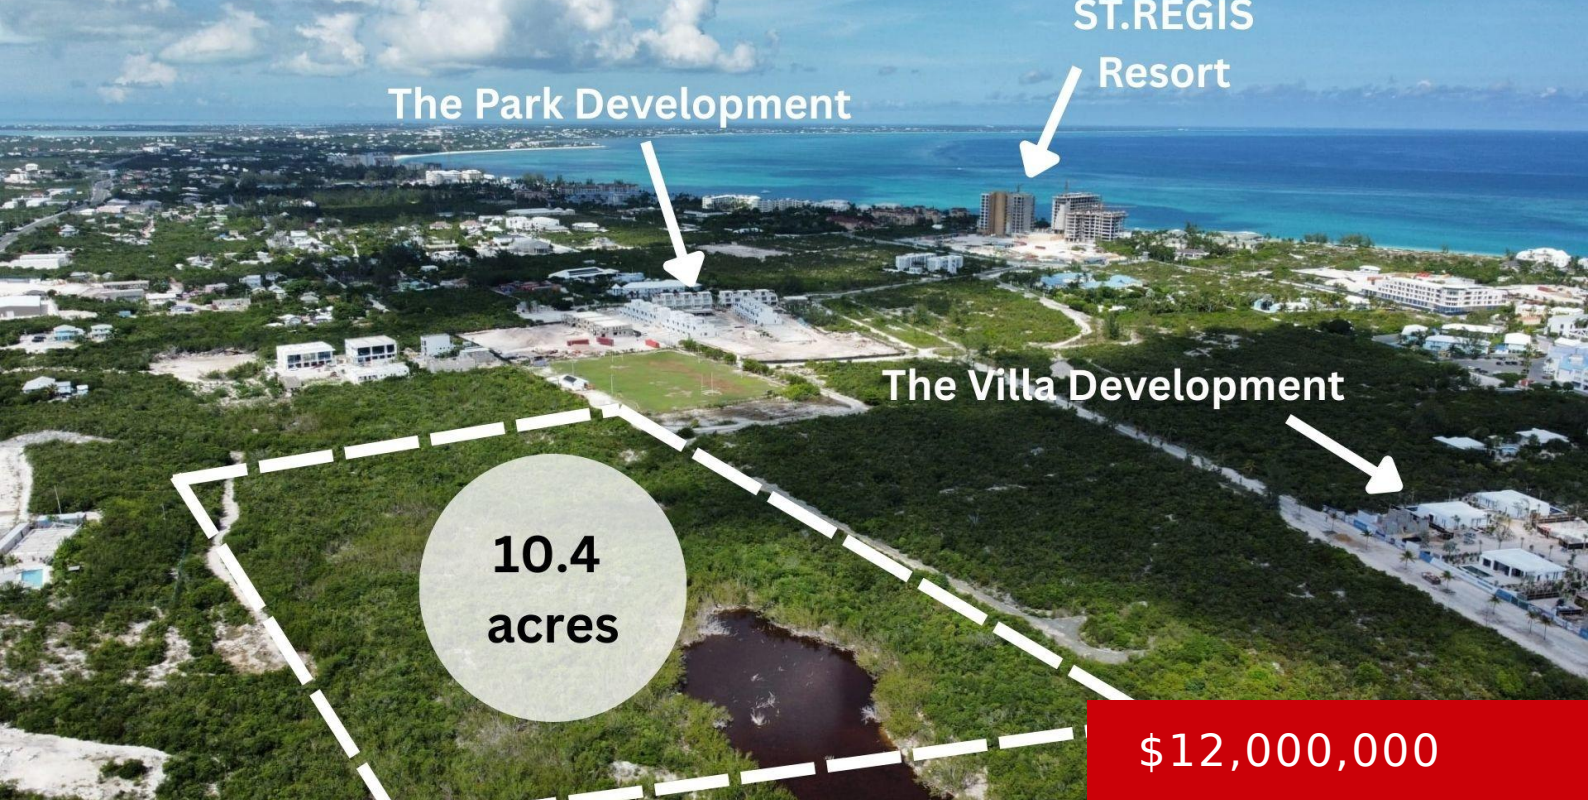 ST.REGIS
Resort
The Park Development
The Villa Development
10.4
acres
$12,000,000